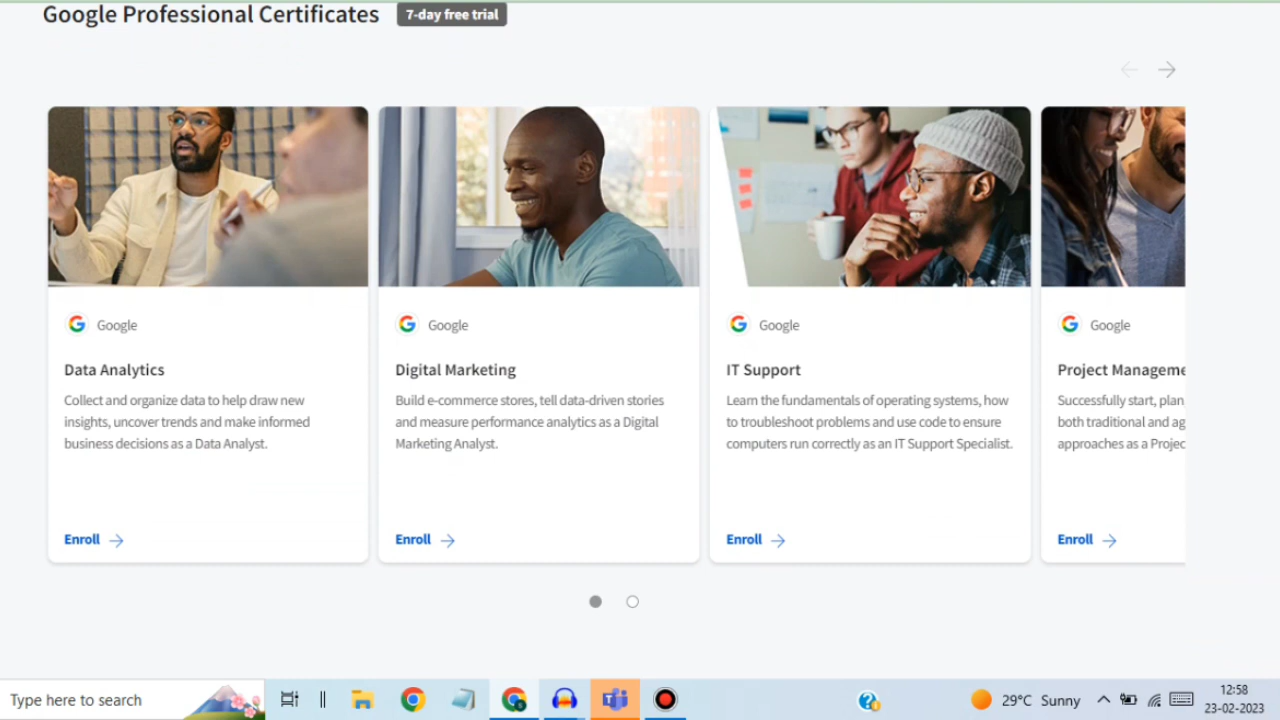 Google Professional Certificates 7-day free trial
Google
Data Analytics
Collect and organize data to help draw new
insights, uncover trends and make informed
business decisions as a Data Analyst.
Enroll
Google
Digital Marketing
Build e-commerce stores, tell data-driven stories
and measure performance analytics as a Digital
Marketing Analyst.
Enroll
Google
IT Support
Learn the fundamentals of operating systems, how
to troubleshoot problems and use code to ensure
computers run correctly as an IT Support Specialist.
Enroll
Google
Project Manageme
Successfully start, plan
both traditional and ag
approaches as a Projec
Enroll
Type here to search
29°C Sunny
12:58
23-02-2023